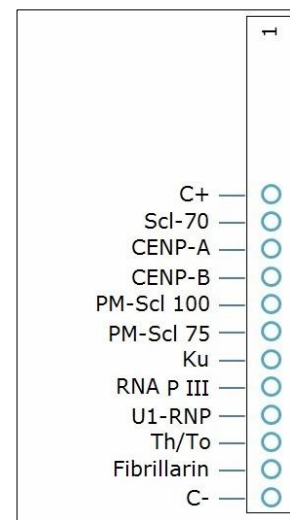 1
C+
Scl-70
CENP-A
CENP-B
PM-Scl 100
PM-Scl 75
Ku
RNA P III
U1-RNP
Th/To
Fibrillarin
C-